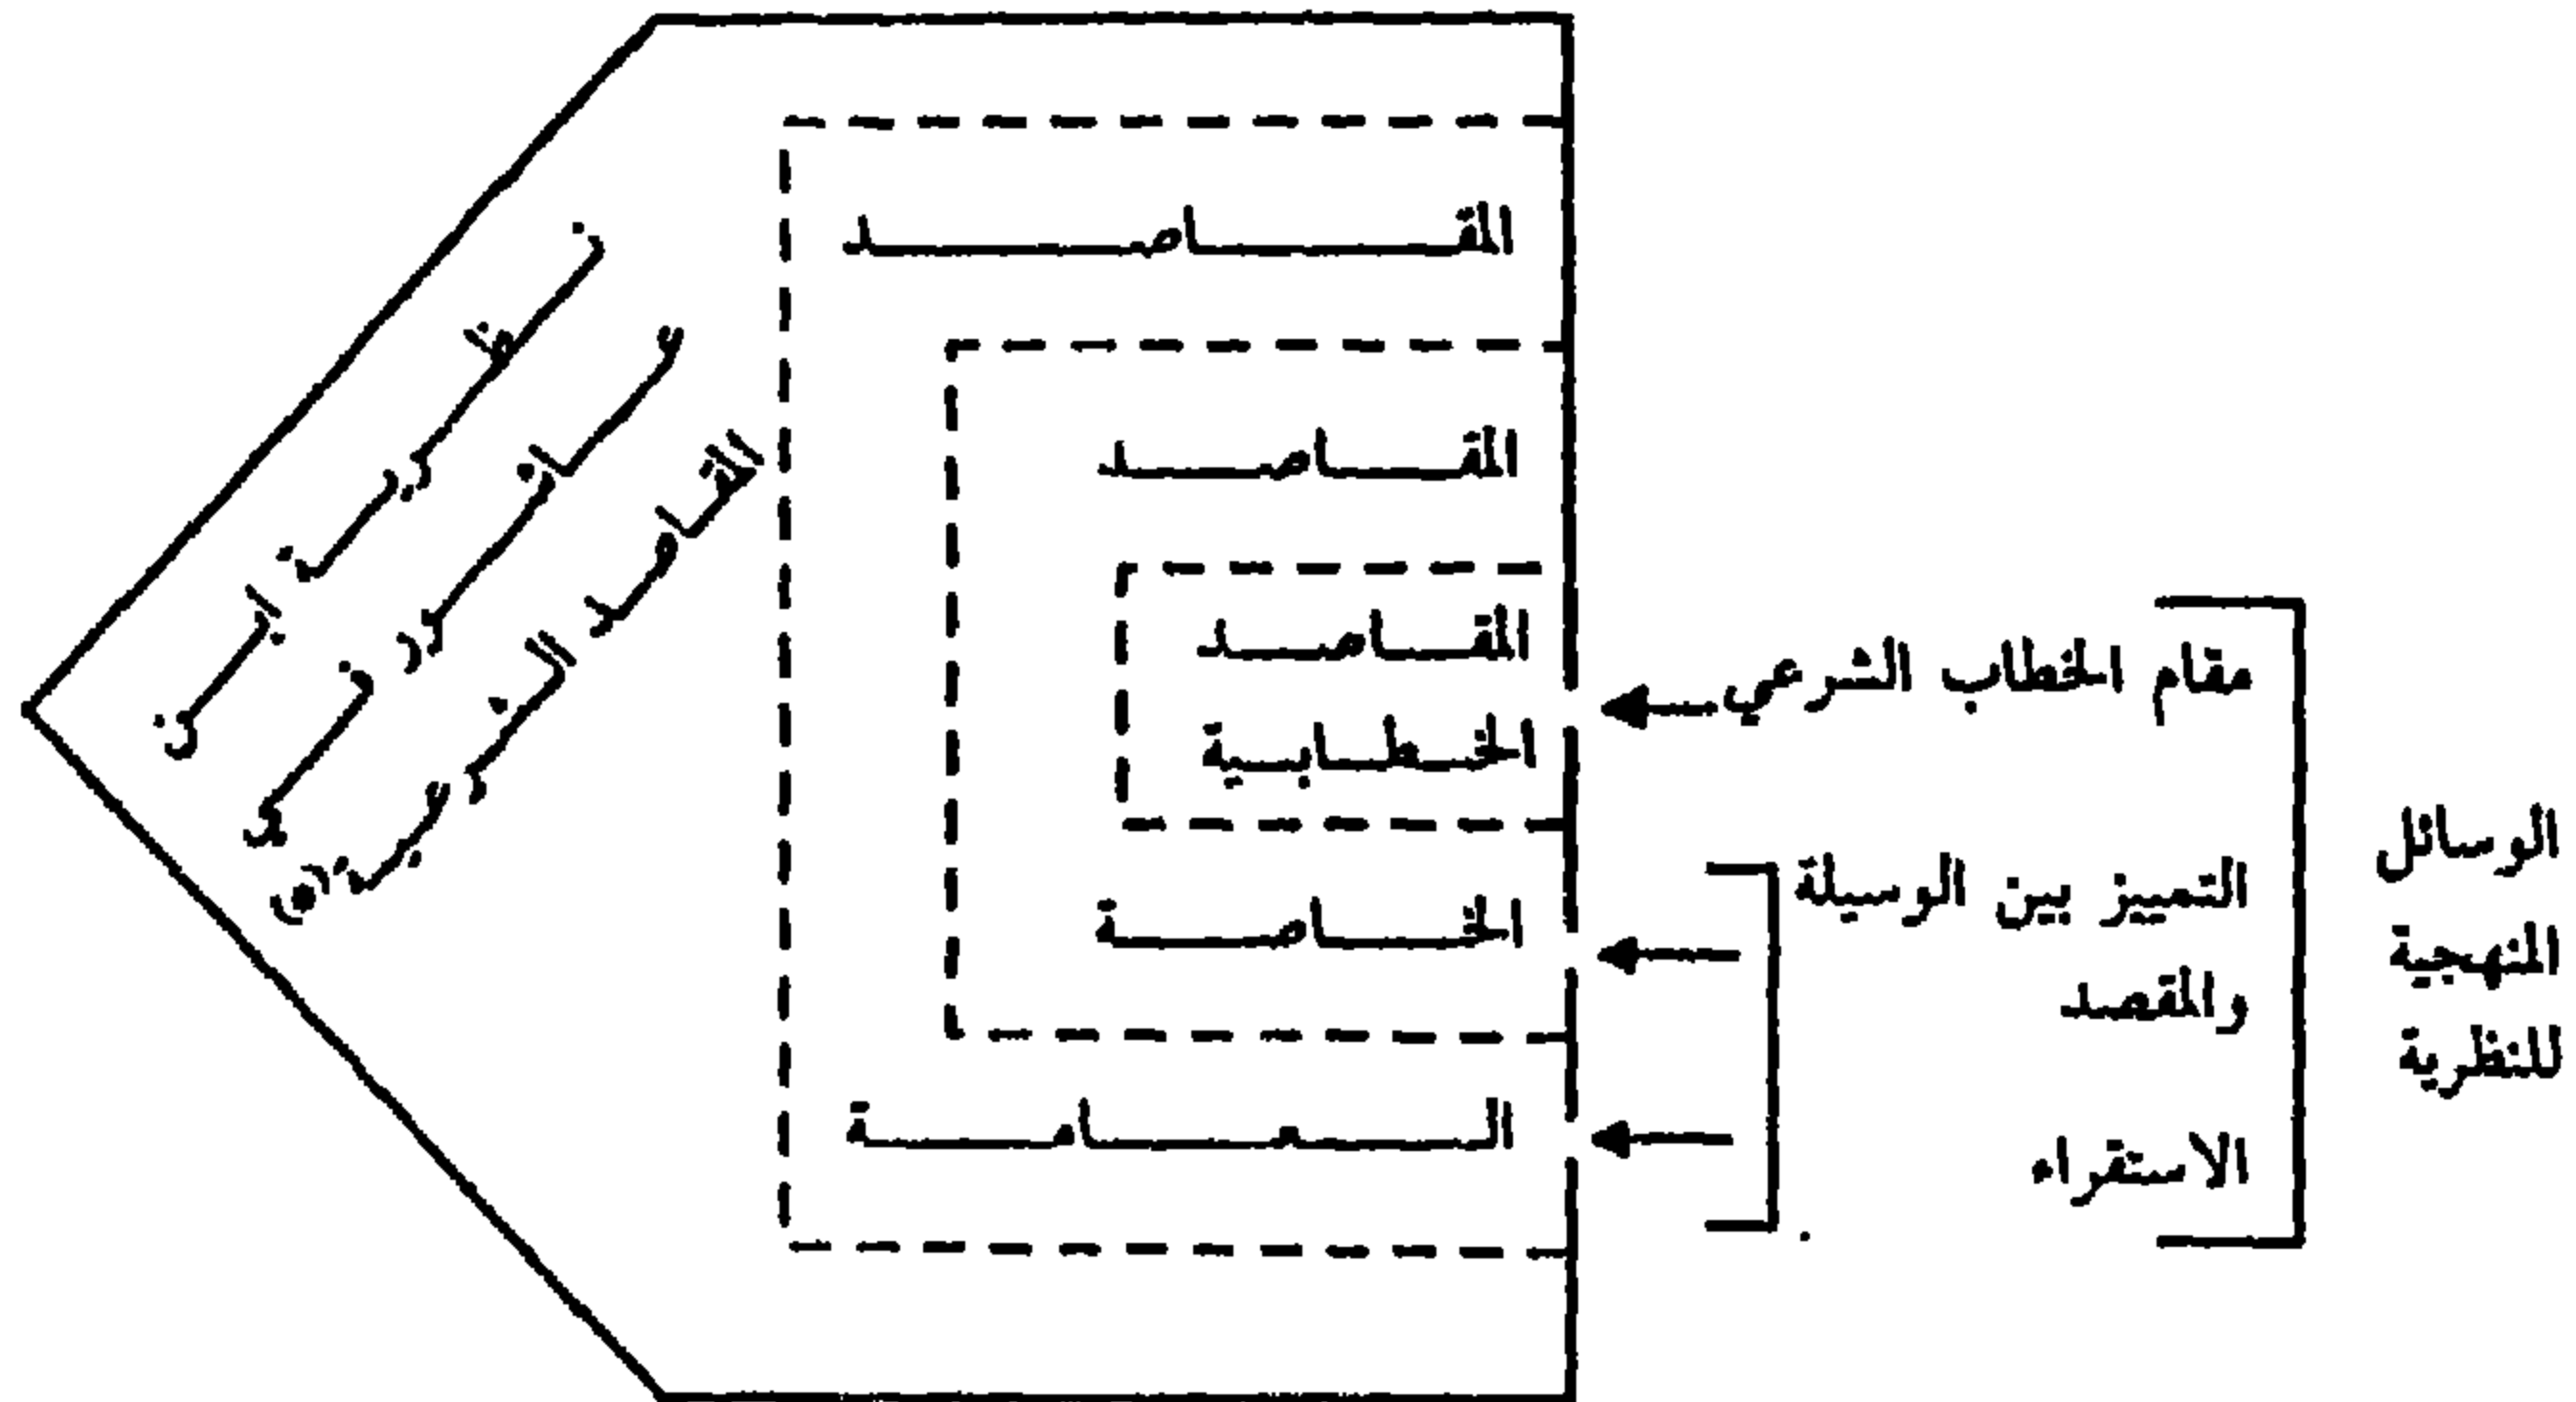 الوسائل
المنهجية
للنظرية
مقام الخطاب الشرعي
التمييز بين الوسيلة
والمقصد
الاستقراء
المقاصد
المقاصد
المقاصد
الخطابية
الخاصة
العامة
نظرية ابن
عاشور في
المقاصد الشرعية(*)